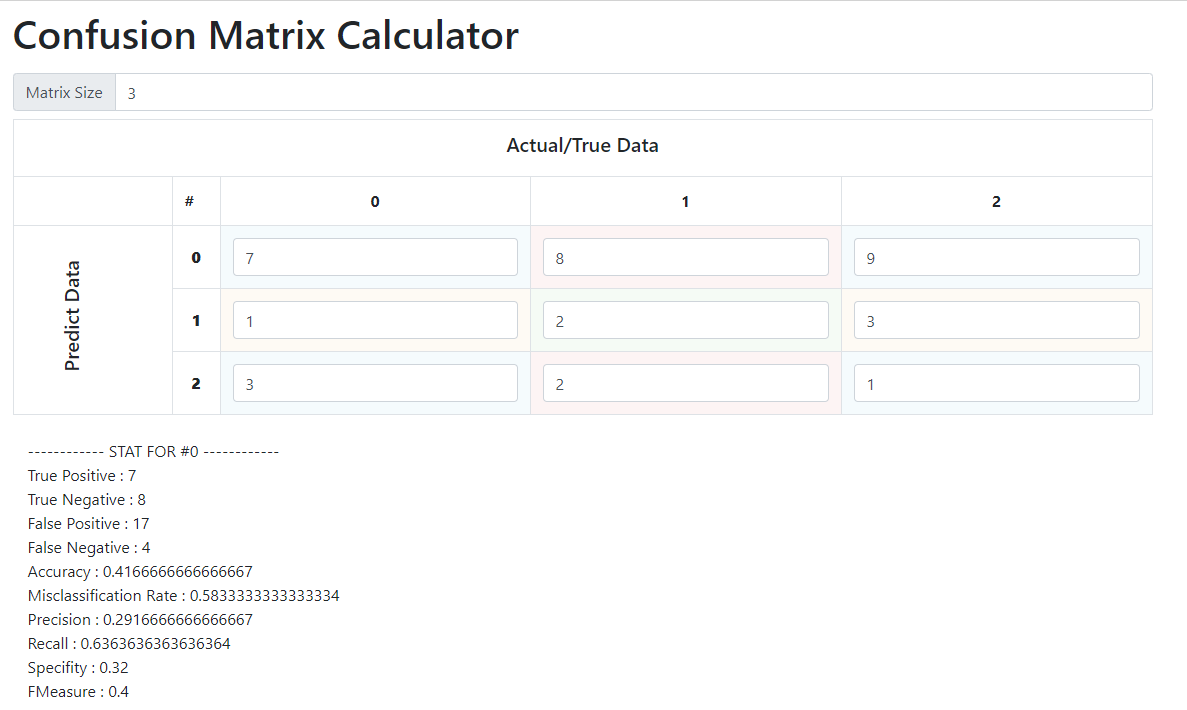 Confusion Matrix Calculator
Matrix Size 3
Actual/True Data
# 0 1 2
Predict Data
0 7 8 9
1 1 2 3
2 3 2 1
------------ STAT FOR #0 ------------
True Positive : 7
True Negative : 8
False Positive : 17
False Negative : 4
Accuracy : 0.4166666666666667
Misclassification Rate : 0.5833333333333334
Precision : 0.2916666666666667
Recall : 0.6363636363636364
Specifity : 0.32
FMeasure : 0.4